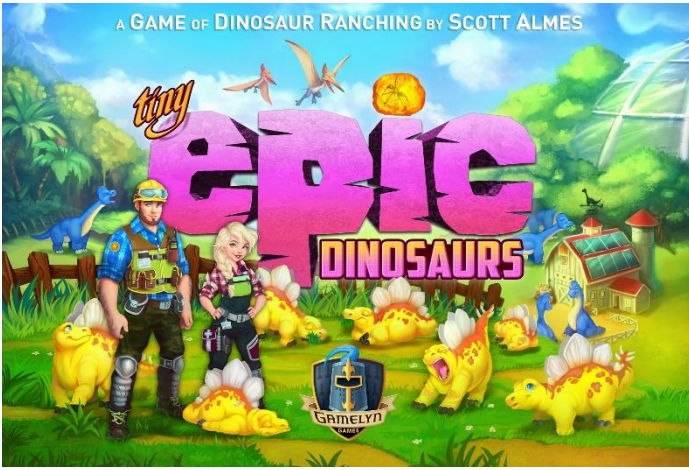 A GAME OF DINOSAUR RANCHING BY SCOTT ALMES
tiny
epic
DINOSAURS
GAMELYN
GAMES